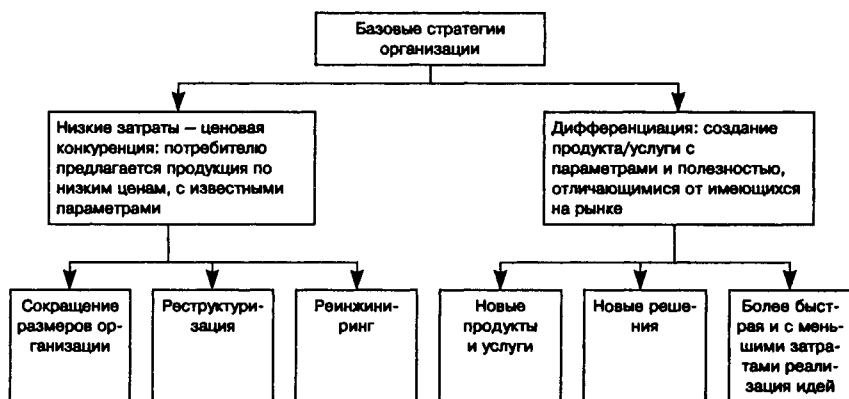 Базовые стратегии
организации
Низкие затраты — ценовая
конкуренция: потребителю
предлагается продукция по
низким ценам, с известными
параметрами
Дифференциация: создание
продукта/услуги с
параметрами и полезностью,
отличающимися от имеющихся
на рынке
Сокращение
размеров ор-
ганизации
Реструктури-
зация
Реинжини-
ринг
Новые
продукты
и услуги
Новые реше-
ния
Более быст-
рая и с мень-
шими затра-
тами реали-
зация идей